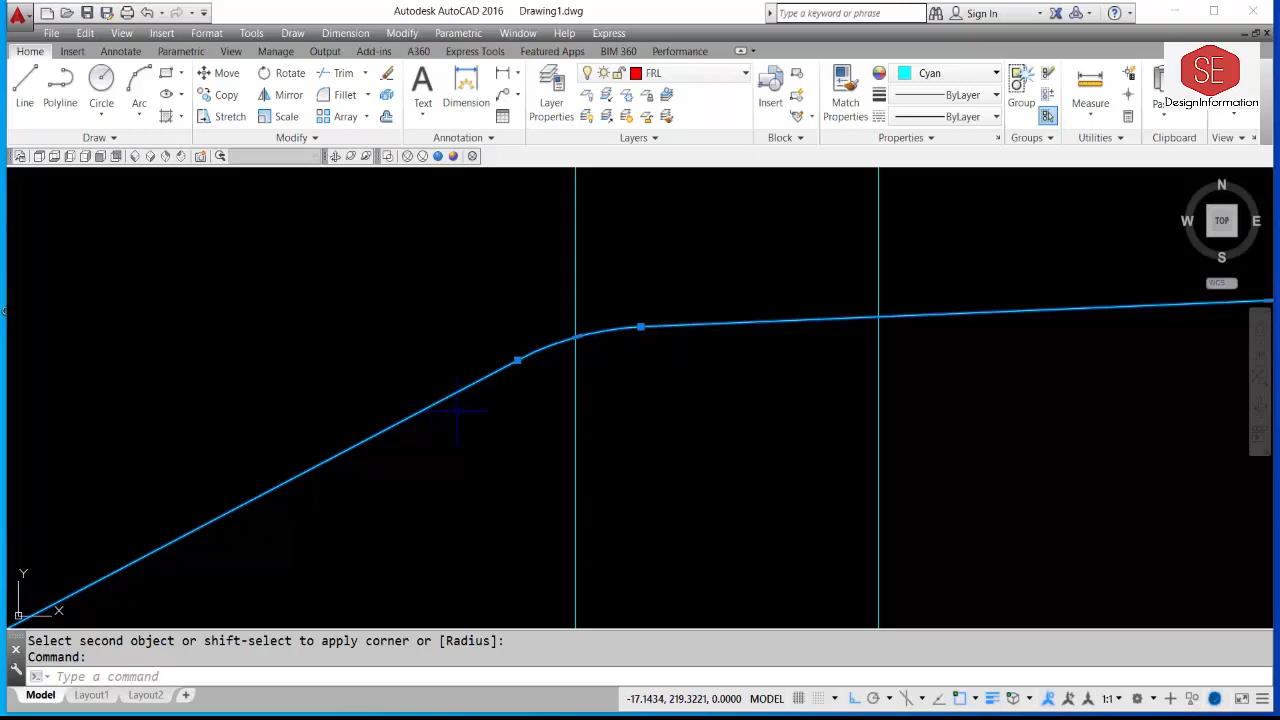 Autodesk AutoCAD 2016 Drawing1.dwg
Type a keyword or phrase
Sign In
File Edit View Insert Format Tools Draw Dimension Modify Parametric Window Help Express
Home Insert Annotate Parametric View Manage Output Add-ins A360 Express Tools Featured Apps BIM 360 Performance
Line Polyline Circle Arc
Move Rotate Trim
Copy Mirror Fillet
Stretch Scale Array
Text Dimension
Layer Properties
FRL
Insert
Match Properties
Cyan
ByLayer
ByLayer
Group
Measure
SE
DesignInformation
Draw Modify Annotation Layers Block Properties Groups Utilities Clipboard View
N
W TOP E
S
WCS
Y
X
Select second object or shift-select to apply corner or [Radius]:
Command:
Type a command
Model Layout1 Layout2 +
-17.1434, 219.3221, 0.0000 MODEL 1:1